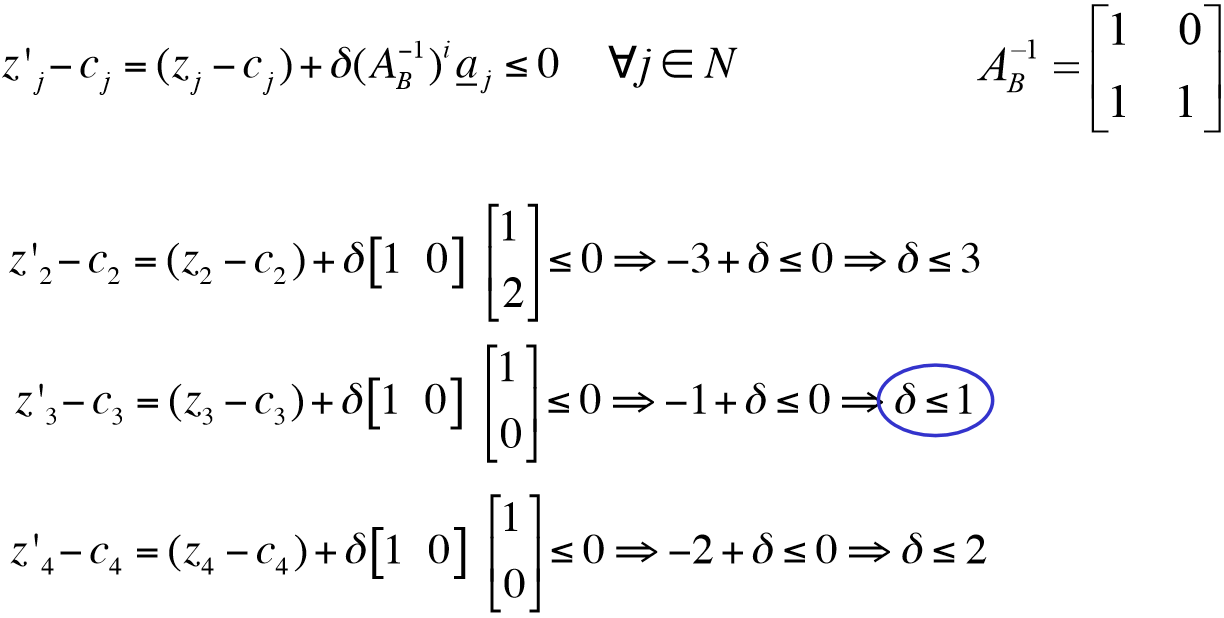 z'_j − c_j = (z_j − c_j) + δ(A_B^{−1})^i a_j ≤ 0 ∀j ∈ N A_B^{−1} = [1 0; 1 1]
z'_2 − c_2 = (z_2 − c_2) + δ[1 0] [1; 2] ≤ 0 ⇒ −3 + δ ≤ 0 ⇒ δ ≤ 3
z'_3 − c_3 = (z_3 − c_3) + δ[1 0] [1; 0] ≤ 0 ⇒ −1 + δ ≤ 0 ⇒ δ ≤ 1
z'_4 − c_4 = (z_4 − c_4) + δ[1 0] [1; 0] ≤ 0 ⇒ −2 + δ ≤ 0 ⇒ δ ≤ 2